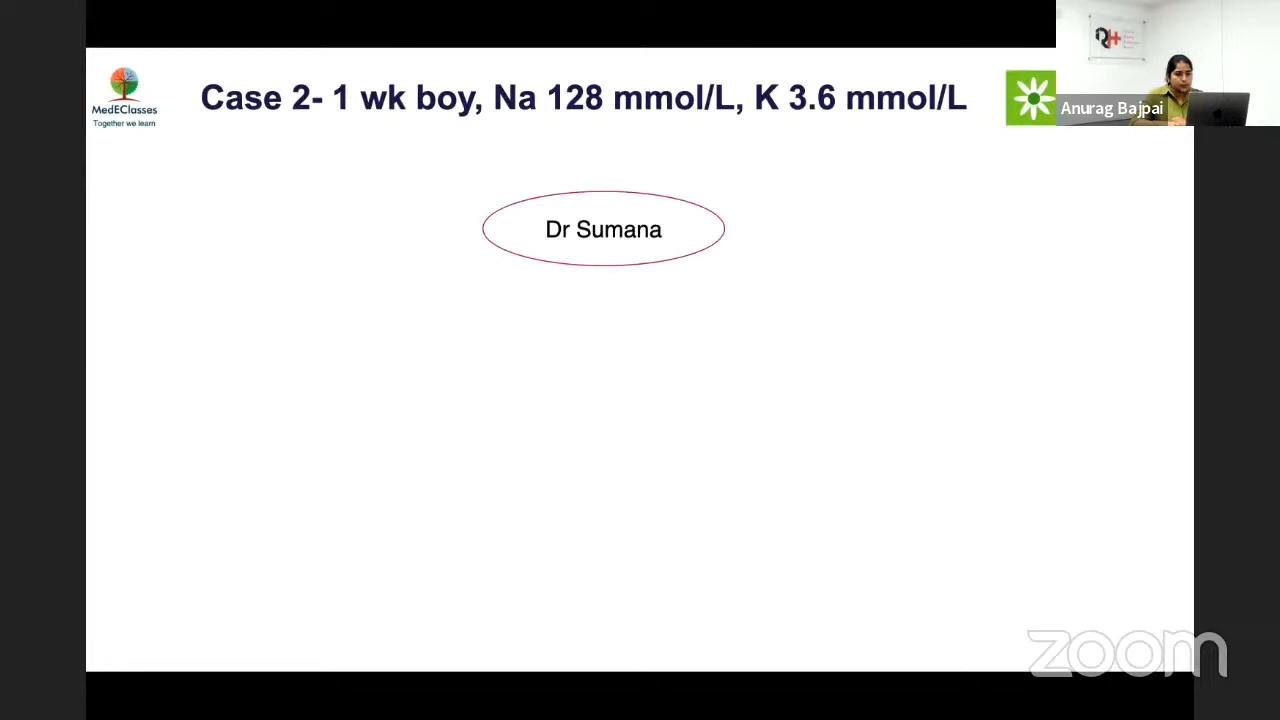 MedEClasses
Together we learn
Case 2- 1 wk boy, Na 128 mmol/L, K 3.6 mmol/L
Anurag Bajpai
Dr Sumana
zoom